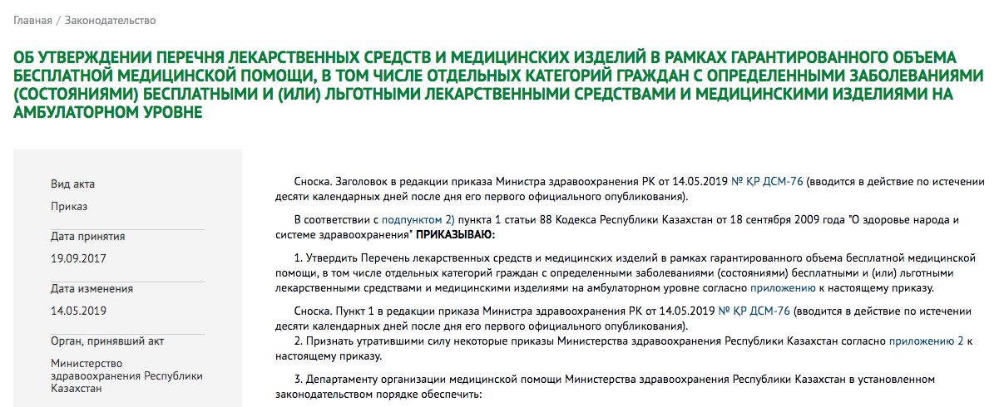 Главная / Законодательство
ОБ УТВЕРЖДЕНИИ ПЕРЕЧНЯ ЛЕКАРСТВЕННЫХ СРЕДСТВ И МЕДИЦИНСКИХ ИЗДЕЛИЙ В РАМКАХ ГАРАНТИРОВАННОГО ОБЪЕМА
БЕСПЛАТНОЙ МЕДИЦИНСКОЙ ПОМОЩИ, В ТОМ ЧИСЛЕ ОТДЕЛЬНЫХ КАТЕГОРИЙ ГРАЖДАН С ОПРЕДЕЛЕННЫМИ ЗАБОЛЕВАНИЯМИ
(СОСТОЯНИЯМИ) БЕСПЛАТНЫМИ И (ИЛИ) ЛЬГОТНЫМИ ЛЕКАРСТВЕННЫМИ СРЕДСТВАМИ И МЕДИЦИНСКИМИ ИЗДЕЛИЯМИ НА
АМБУЛАТОРНОМ УРОВНЕ
Вид акта
Приказ
Дата принятия
19.09.2017
Дата изменения
14.05.2019
Орган, принявший акт
Министерство
здравоохранения Республики
Казахстан
Сноска. Заголовок в редакции приказа Министра здравоохранения РК от 14.05.2019 № ҚР ДСМ-76 (вводится в действие по истечении
десяти календарных дней после дня его первого официального опубликования).
В соответствии с подпунктом 2) пункта 1 статьи 88 Кодекса Республики Казахстан от 18 сентября 2009 года "О здоровье народа и
системе здравоохранения" ПРИКАЗЫВАЮ:
1. Утвердить Перечень лекарственных средств и медицинских изделий в рамках гарантированного объема бесплатной медицинской
помощи, в том числе отдельных категорий граждан с определенными заболеваниями (состояниями) бесплатными и (или) льготными
лекарственными средствами и медицинскими изделиями на амбулаторном уровне согласно приложению к настоящему приказу.
Сноска. Пункт 1 в редакции приказа Министра здравоохранения РК от 14.05.2019 № ҚР ДСМ-76 (вводится в действие по истечении
десяти календарных дней после дня его первого официального опубликования).
2. Признать утратившими силу некоторые приказы Министерства здравоохранения Республики Казахстан согласно приложению 2 к
настоящему приказу.
3. Департаменту организации медицинской помощи Министерства здравоохранения Республики Казахстан в установленном
законодательством порядке обеспечить: